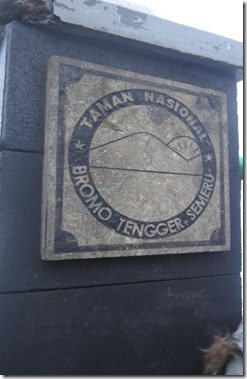 TAMAN NASIONAL
BROMO TENGGER SEMERU